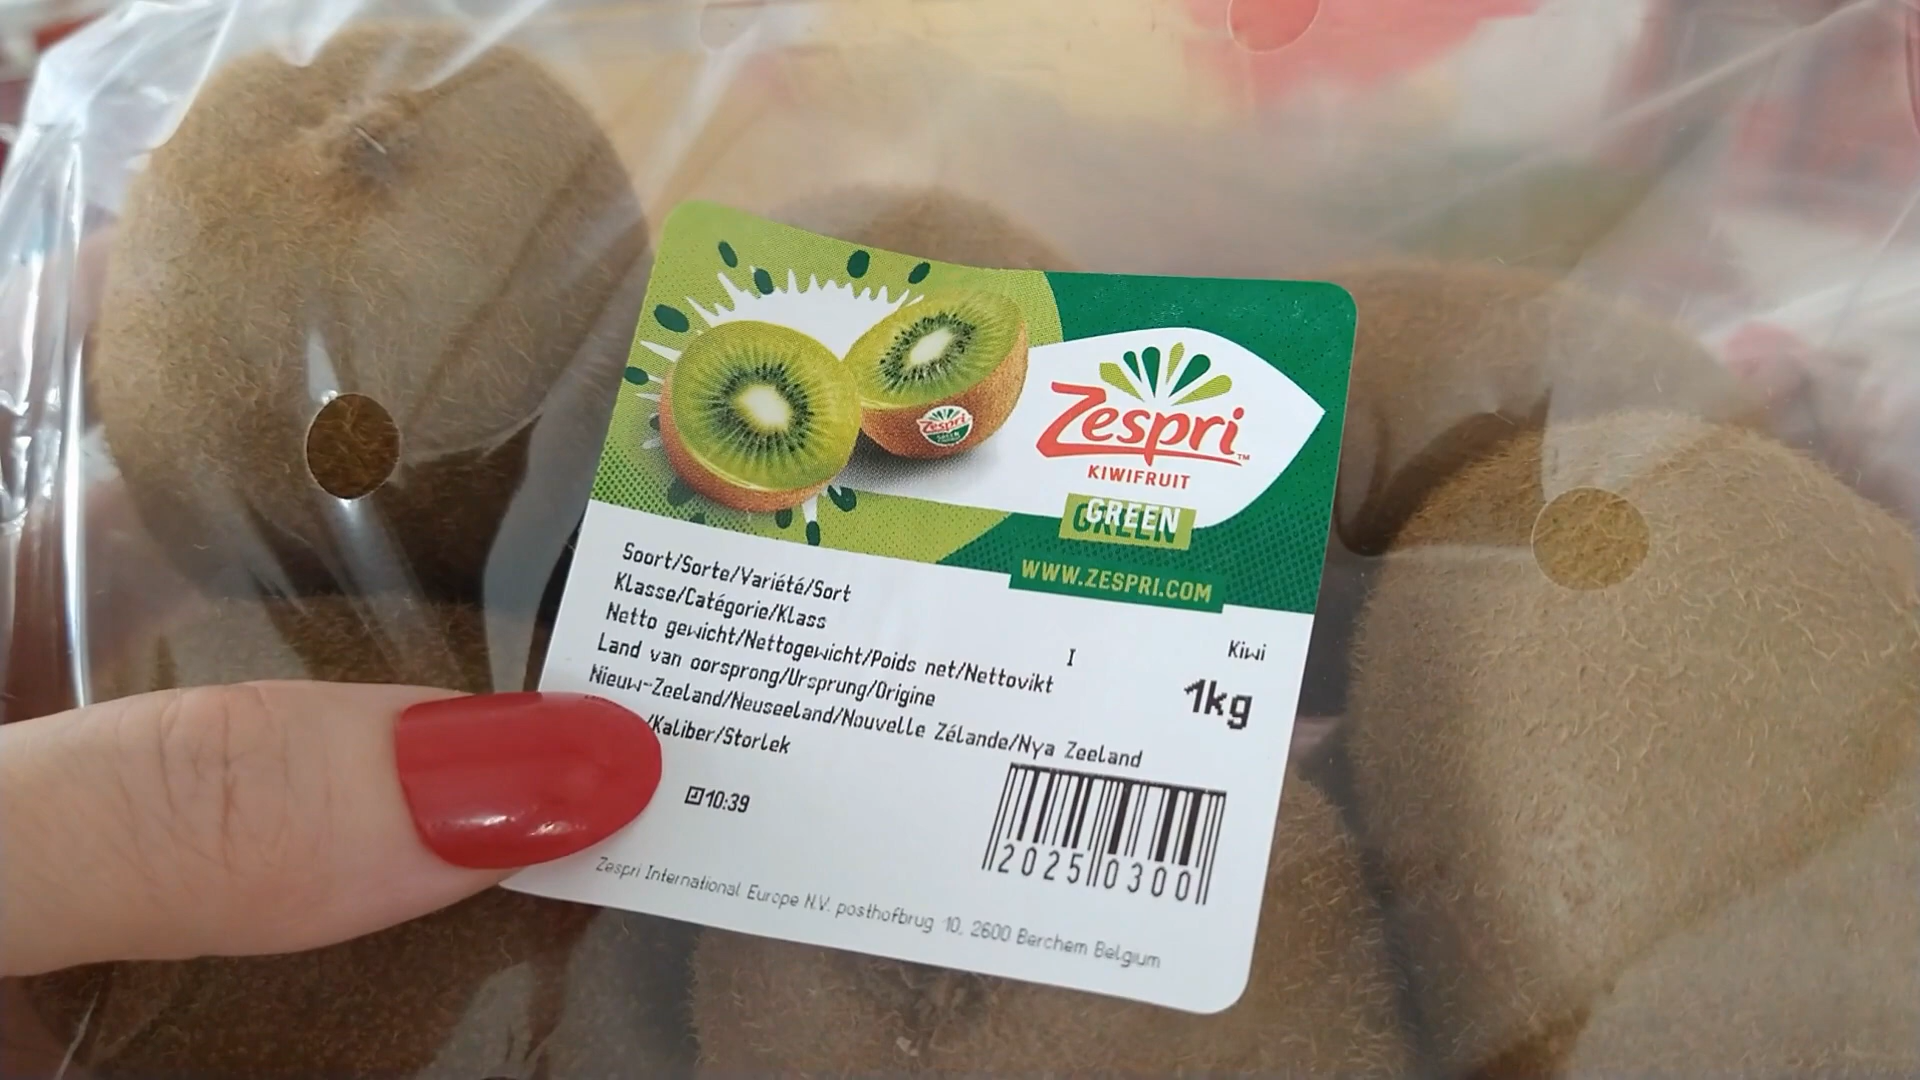 Zespri™
KIWIFRUIT
GREEN
WWW.ZESPRI.COM
Zespri
GREEN
Soort/Sorte/Variété/Sort Kiwi
Klasse/Catégorie/Klass I
Netto gewicht/Nettogewicht/Poids net/Nettovikt 1kg
Land van oorsprong/Ursprung/Origine
Nieuw-Zeeland/Neuseeland/Nouvelle Zélande/Nya Zeeland
/Kaliber/Storlek
10:39
2025 0300
Zespri International Europe N.V. posthofbrug 10, 2600 Berchem Belgium